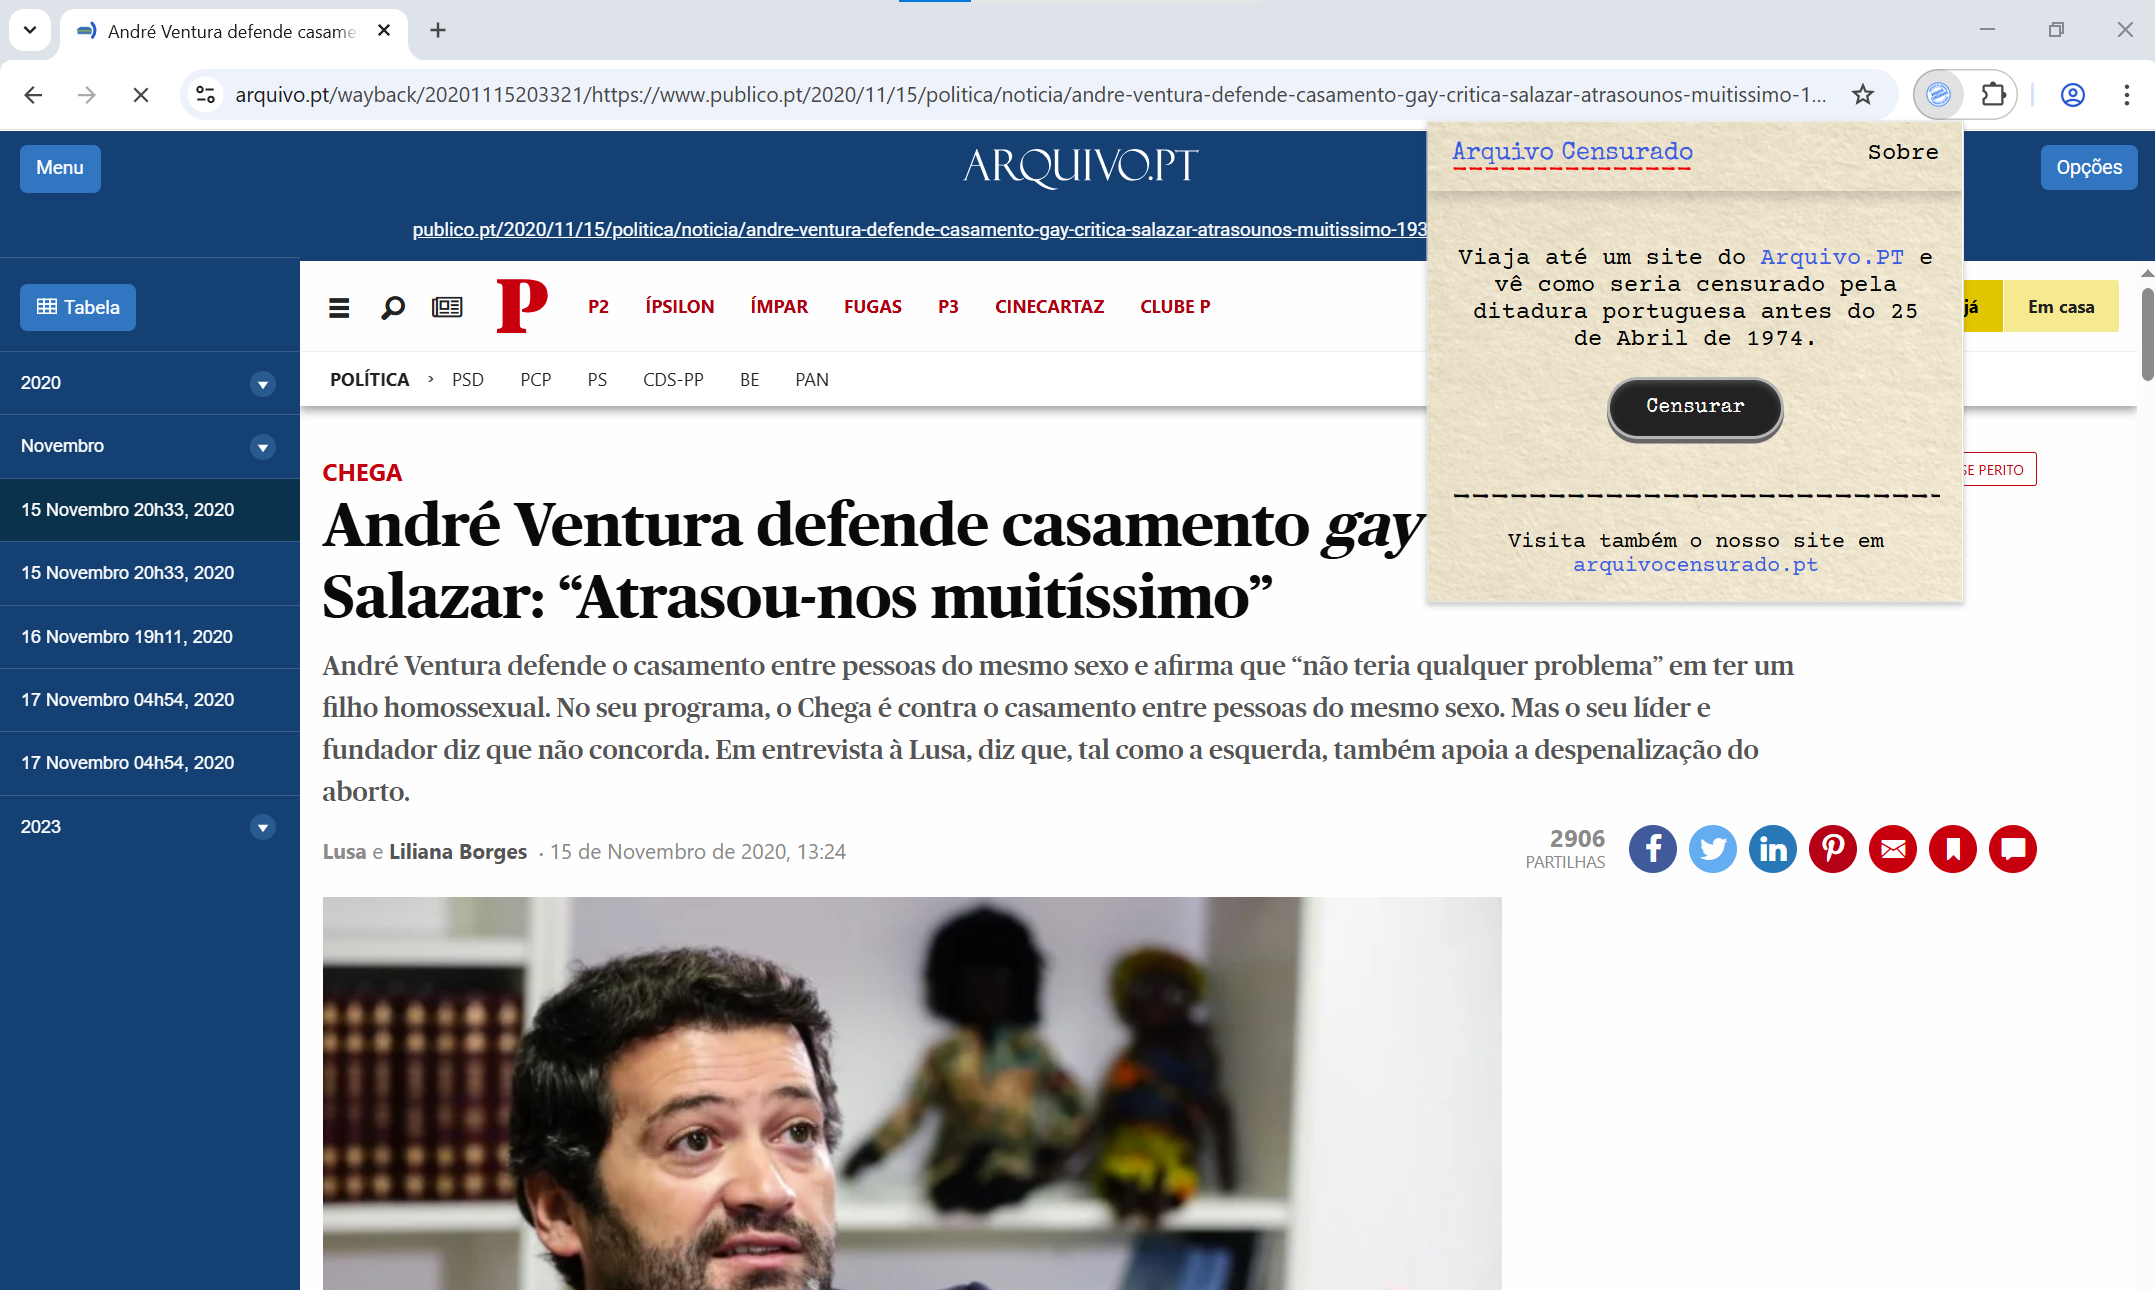 André Ventura defende casame
arquivo.pt/wayback/20201115203321/https://www.publico.pt/2020/11/15/politica/noticia/andre-ventura-defende-casamento-gay-critica-salazar-atrasounos-muitissimo-1...
Menu
ARQUIVO.PT
Opções
publico.pt/2020/11/15/politica/noticia/andre-ventura-defende-casamento-gay-critica-salazar-atrasounos-muitissimo-193
Arquivo Censurado
Sobre
Viaja até um site do Arquivo.PT e
vê como seria censurado pela
ditadura portuguesa antes do 25
de Abril de 1974.
Censurar
Visita também o nosso site em
arquivocensurado.pt
Tabela
2020
Novembro
15 Novembro 20h33, 2020
15 Novembro 20h33, 2020
16 Novembro 19h11, 2020
17 Novembro 04h54, 2020
17 Novembro 04h54, 2020
2023
P P2 ÍPSILON ÍMPAR FUGAS P3 CINECARTAZ CLUBE P
já Em casa
POLÍTICA › PSD PCP PS CDS-PP BE PAN
SE PERITO
CHEGA
André Ventura defende casamento gay
Salazar: “Atrasou-nos muitíssimo”
André Ventura defende o casamento entre pessoas do mesmo sexo e afirma que “não teria qualquer problema” em ter um
filho homossexual. No seu programa, o Chega é contra o casamento entre pessoas do mesmo sexo. Mas o seu líder e
fundador diz que não concorda. Em entrevista à Lusa, diz que, tal como a esquerda, também apoia a despenalização do
aborto.
Lusa e Liliana Borges · 15 de Novembro de 2020, 13:24
2906
PARTILHAS